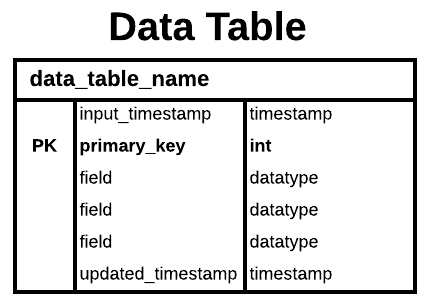 Data Table
data_table_name
input_timestamp timestamp
PK primary_key int
field datatype
field datatype
field datatype
updated_timestamp timestamp